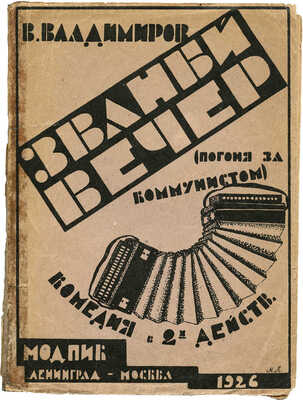 В. ВЛАДИМИРОВ
ЗВАНЫЙ
ВЕЧЕР
(ПОГОНЯ ЗА
КОММУНИСТОМ)
КОМЕДИЯ в 2х ДЕЙСТВ.
МОДПИК
ЛЕНИНГРАД - МОСКВА
1926